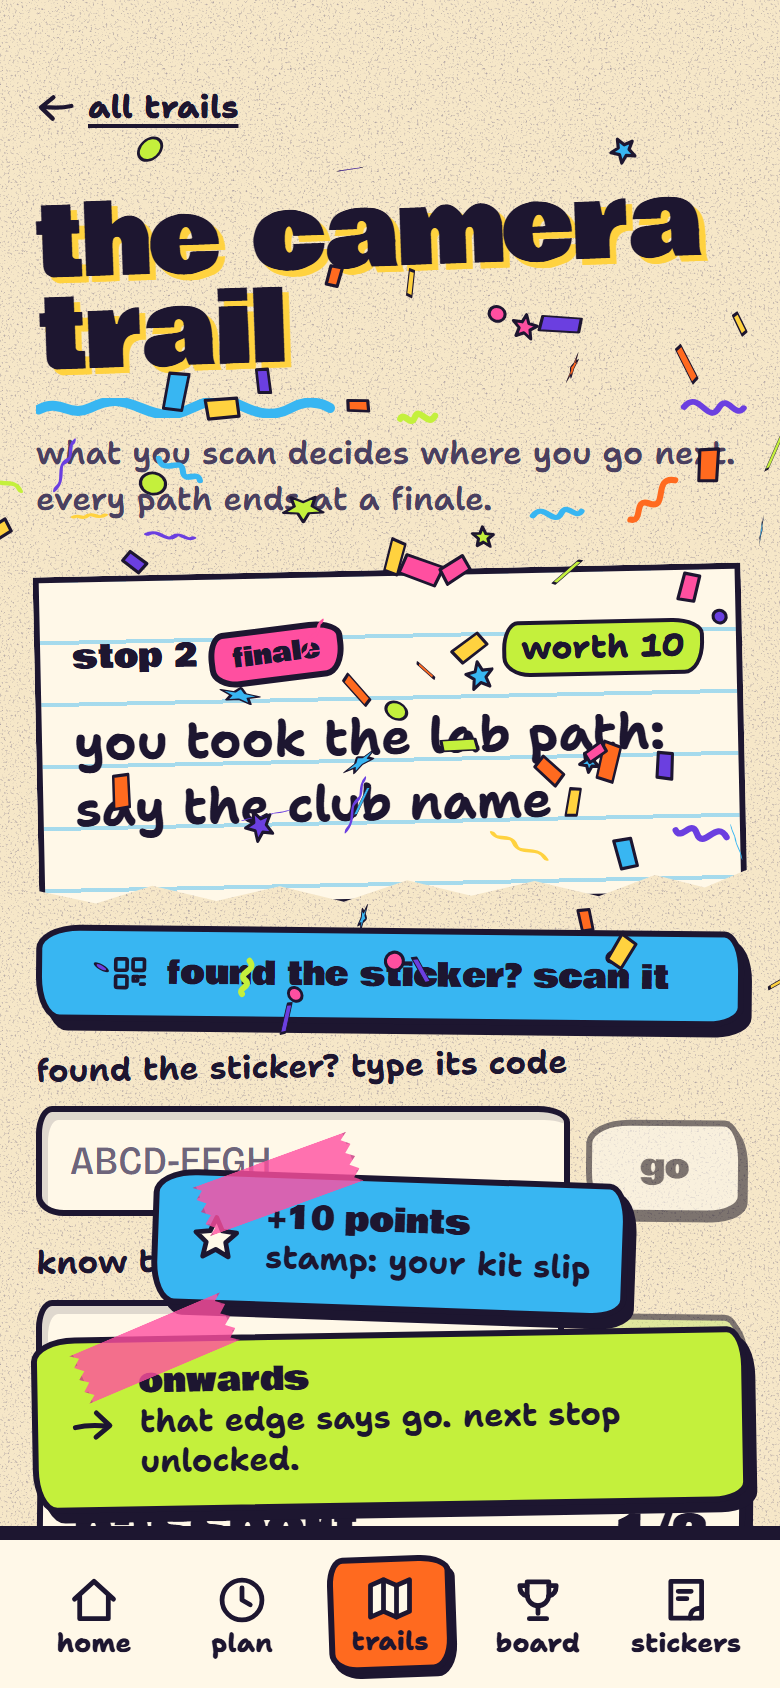 all trails
the camera
trail
what you scan decides where you go next.
every path ends at a finale.
stop 2 finale worth 10
you took the lab path:
say the club name
found the sticker? scan it
found the sticker? type its code
ABCD-EFGH
go
+10 points
stamp: your kit slip
know
onwards
that edge says go. next stop
unlocked.
1/2
home plan trails board stickers